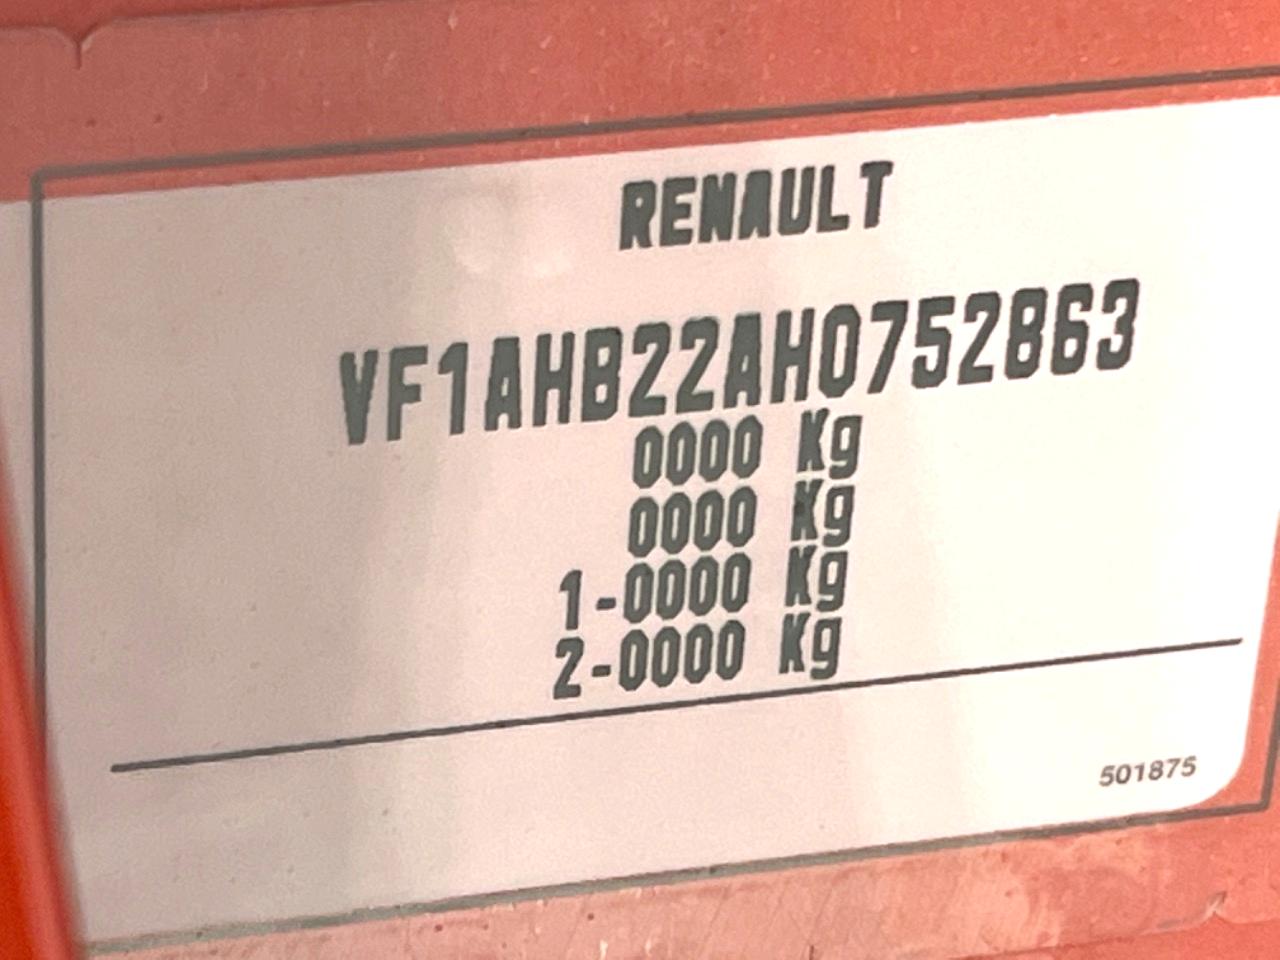 RENAULT
VF1AHB22AH0752863
0000 Kg
0000 Kg
1-0000 Kg
2-0000 Kg
501875